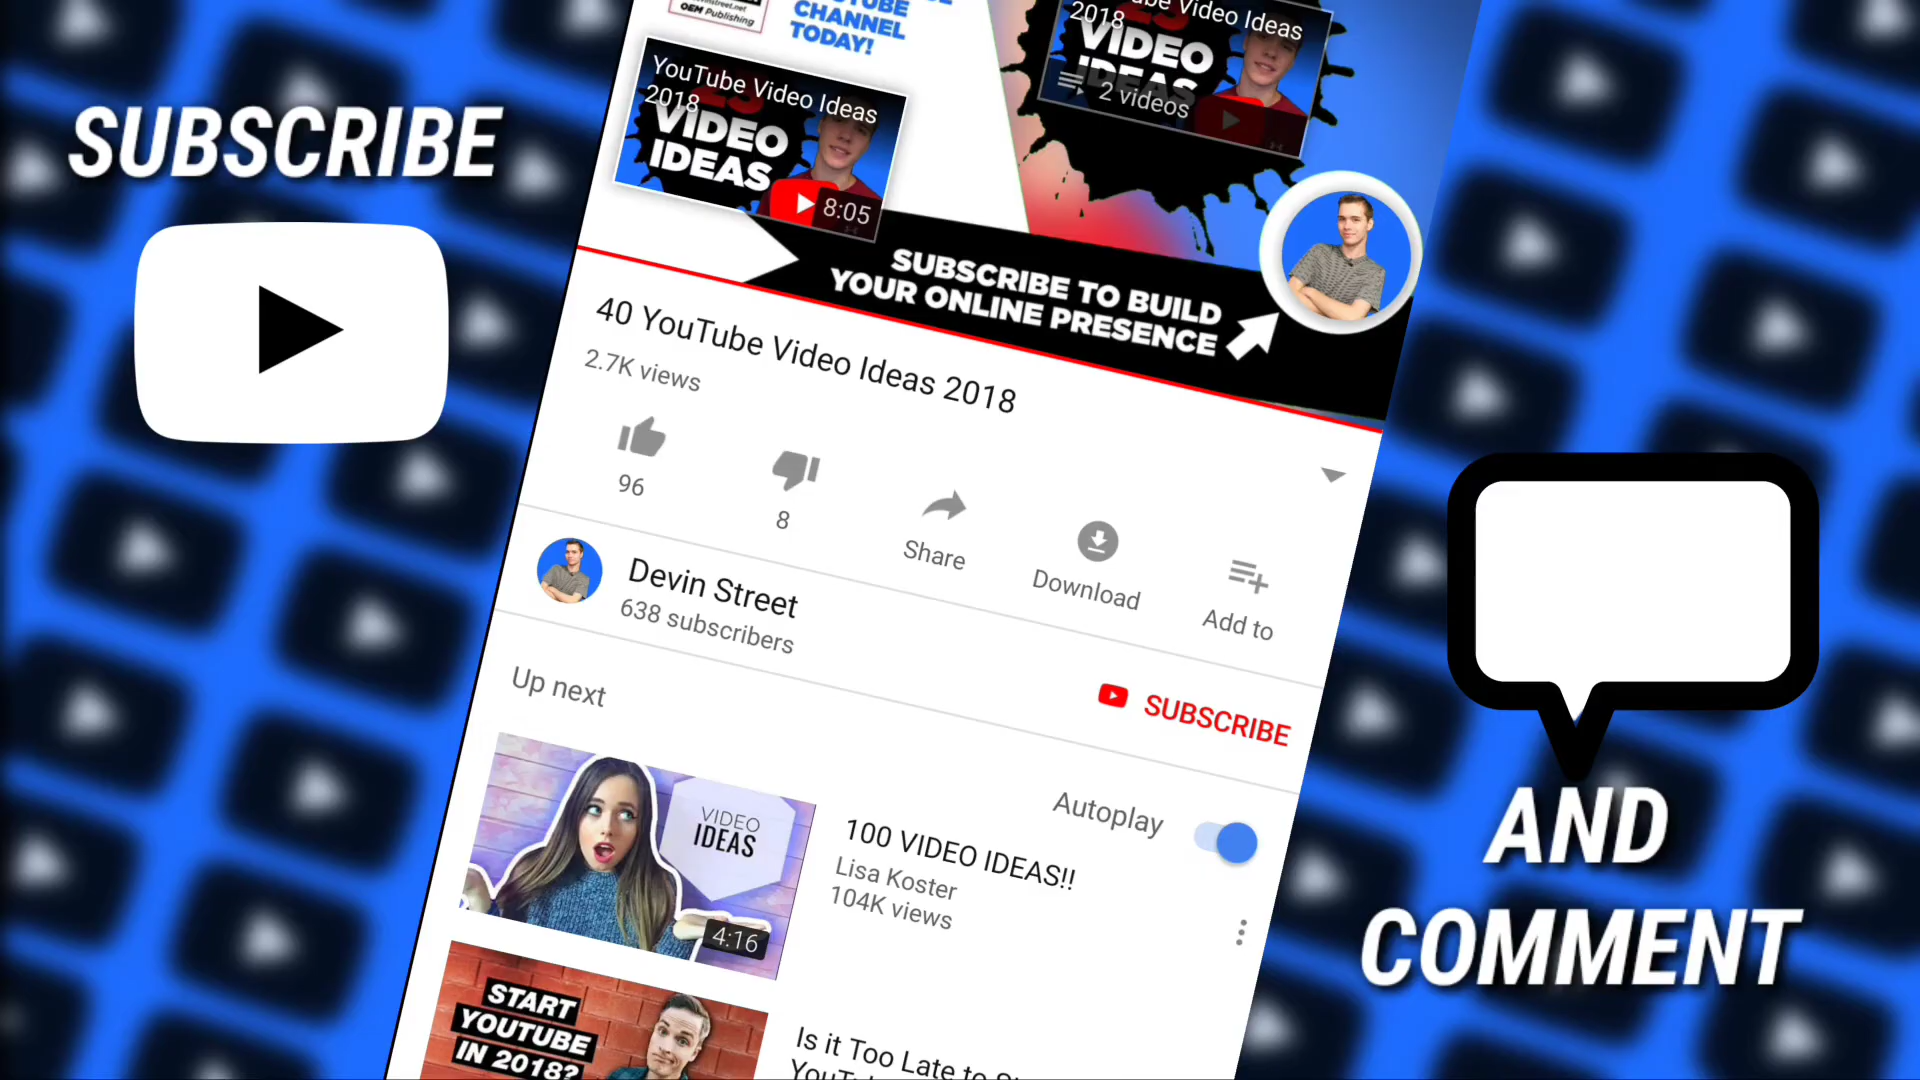 OEM Publishing
CHANNEL
TODAY!
YouTube Video Ideas
2018
VIDEO
IDEAS
8:05
Video Ideas
2018
VIDEO
IDEAS
2 videos
SUBSCRIBE
SUBSCRIBE TO BUILD
YOUR ONLINE PRESENCE
40 YouTube Video Ideas 2018
2.7K views
96
8
Share
Download
Add to
Devin Street
638 subscribers
SUBSCRIBE
Up next
Autoplay
VIDEO
IDEAS
4:16
100 VIDEO IDEAS!!
Lisa Koster
104K views
START
YOUTUBE
IN 2018?
Is it Too Late to
AND
COMMENT